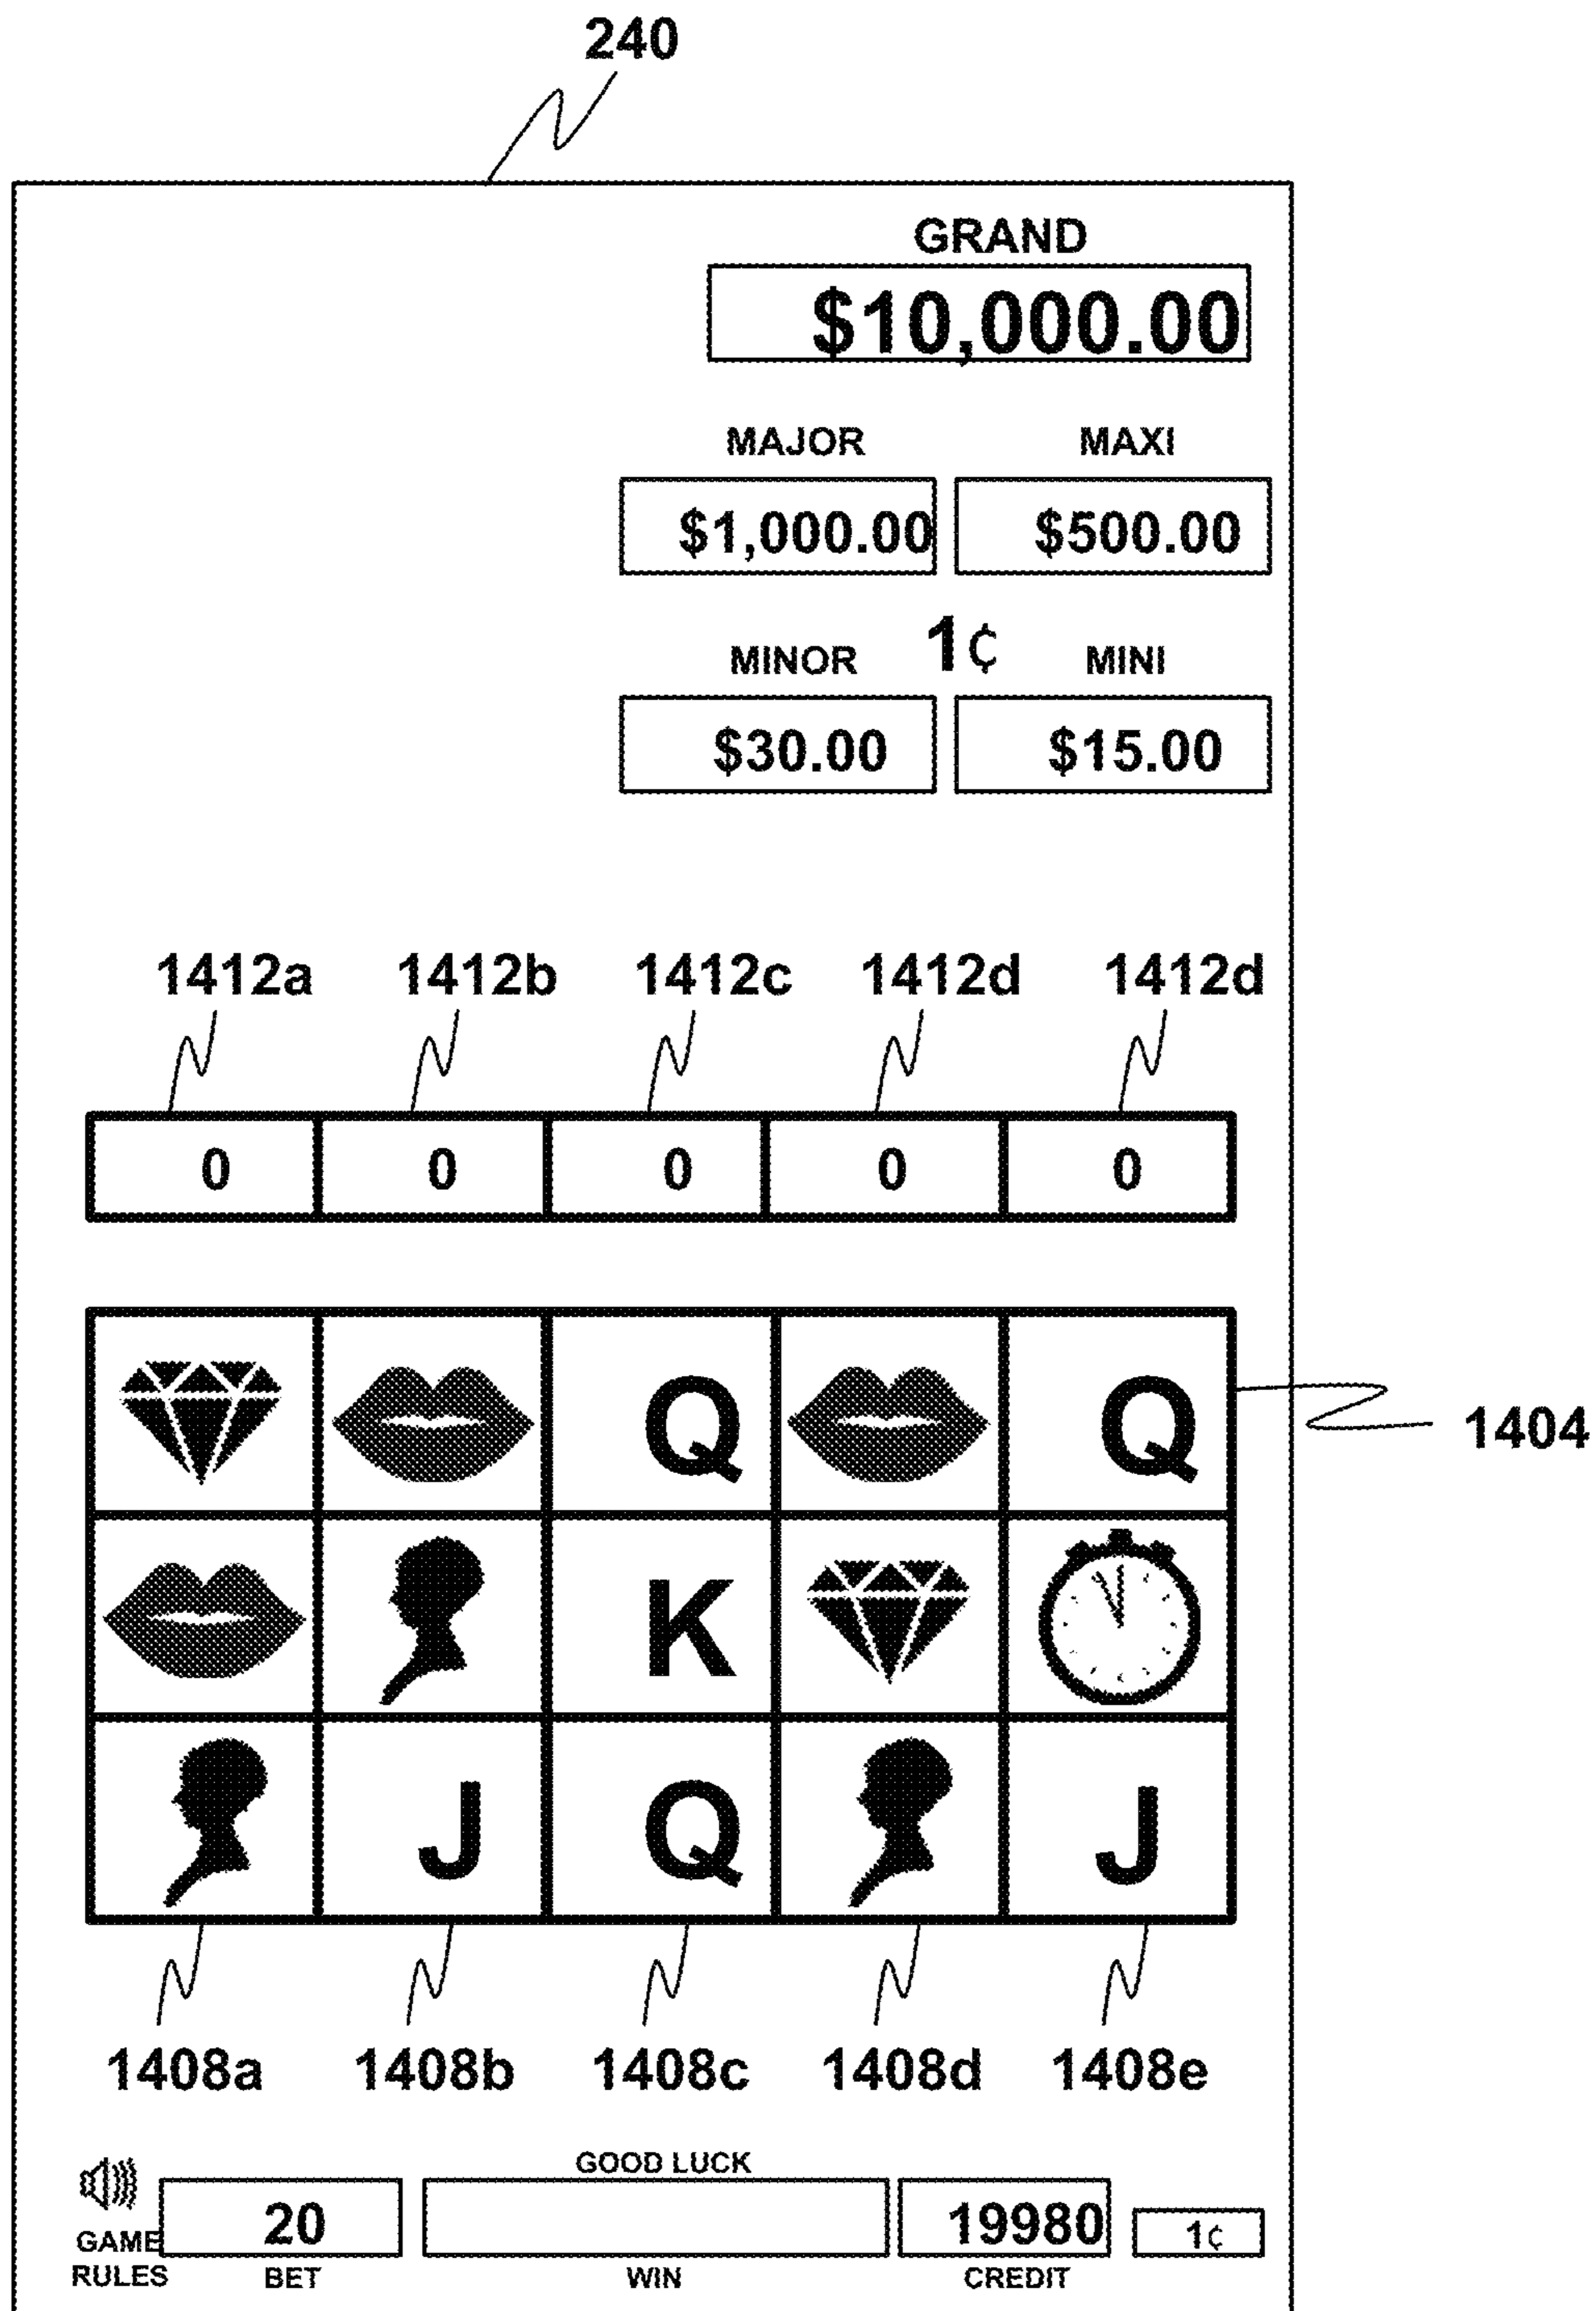 240
GRAND
$10,000.00
MAJOR MAXI
$1,000.00 $500.00
1¢
MINOR MINI
$30.00 $15.00
1412a 1412b 1412c 1412d 1412d
0 0 0 0 0
Q Q
1404
K
J Q J
1408a 1408b 1408c 1408d 1408e
GOOD LUCK
20 19980 1¢
GAME
RULES BET WIN CREDIT